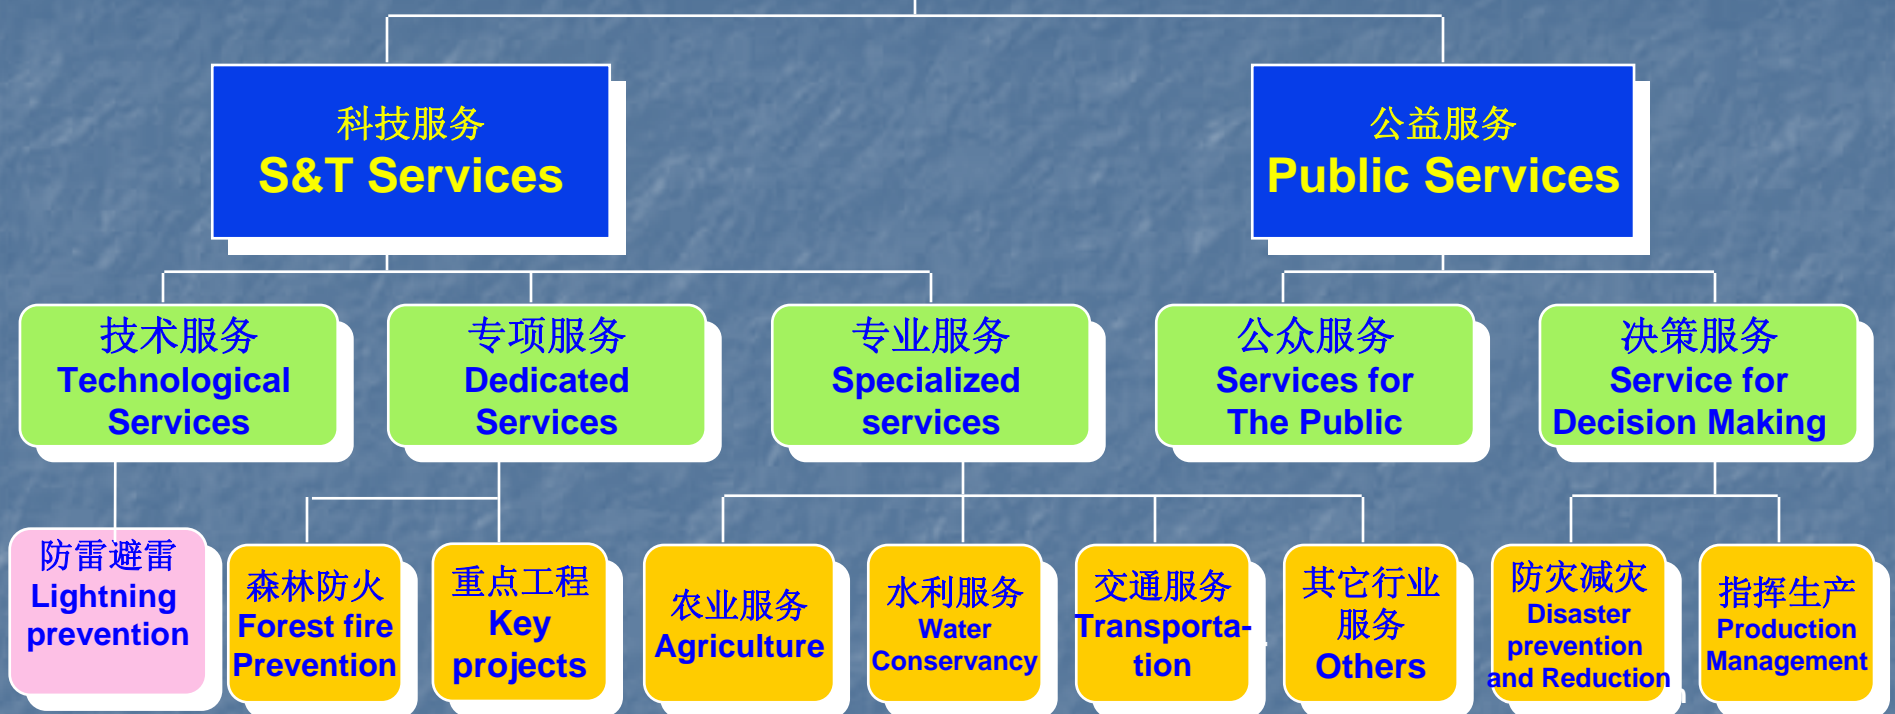 科技服务
S&T Services
公益服务
Public Services
技术服务
Technological
Services
专项服务
Dedicated
Services
专业服务
Specialized
services
公众服务
Services for
The Public
决策服务
Service for
Decision Making
防雷避雷
Lightning
prevention
森林防火
Forest fire
Prevention
重点工程
Key
projects
农业服务
Agriculture
水利服务
Water
Conservancy
交通服务
Transporta-
tion
其它行业
服务
Others
防灾减灾
Disaster
prevention
and Reduction
指挥生产
Production
Management